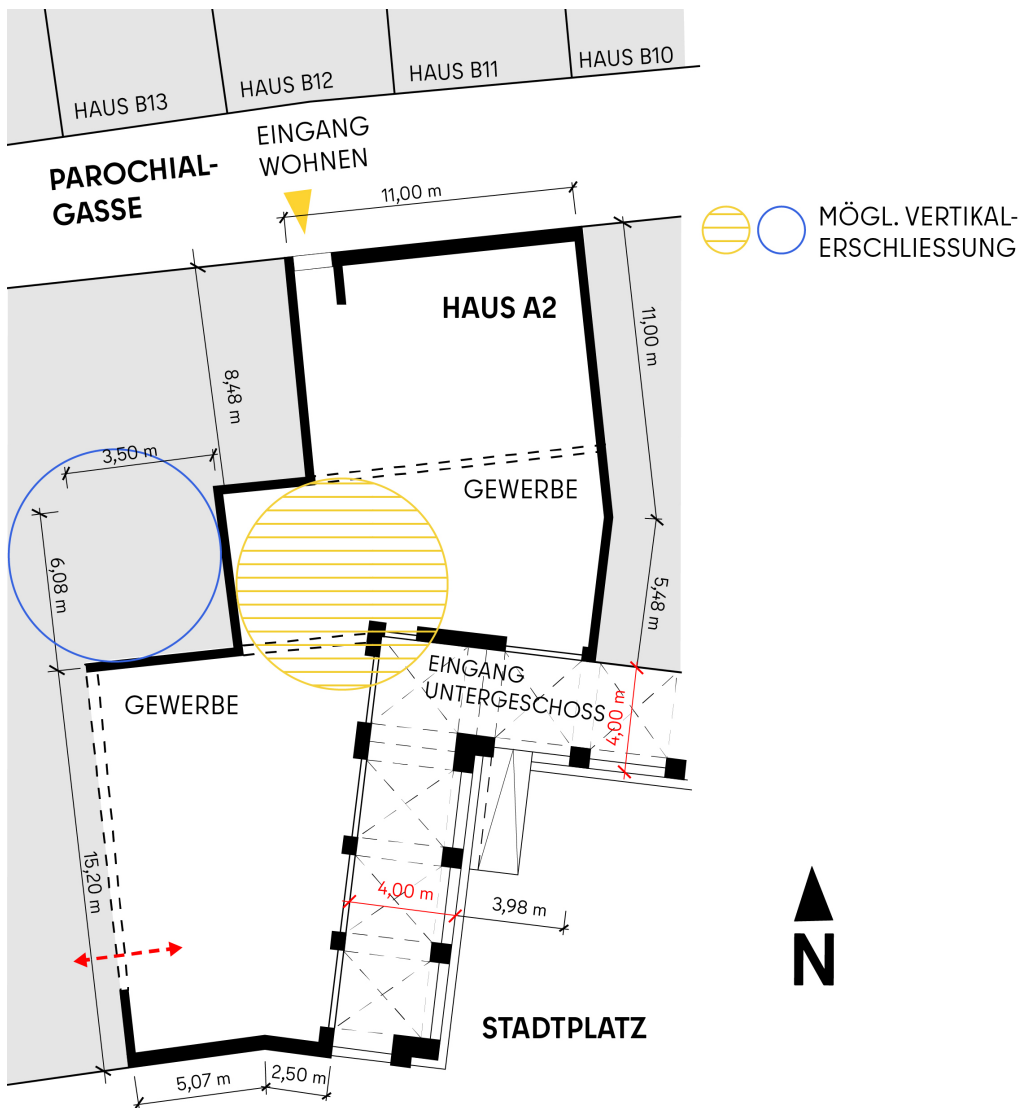 HAUS B13
HAUS B12
HAUS B11
HAUS B10
PAROCHIAL-
GASSE
EINGANG
WOHNEN
11,00 m
MÖGL. VERTIKAL-
ERSCHLIESSUNG
HAUS A2
11,00 m
8,48 m
3,50 m
GEWERBE
6,08 m
5,48 m
EINGANG
UNTERGESCHOSS
4,00 m
GEWERBE
15,20 m
4,00 m
3,98 m
N
STADTPLATZ
5,07 m
2,50 m